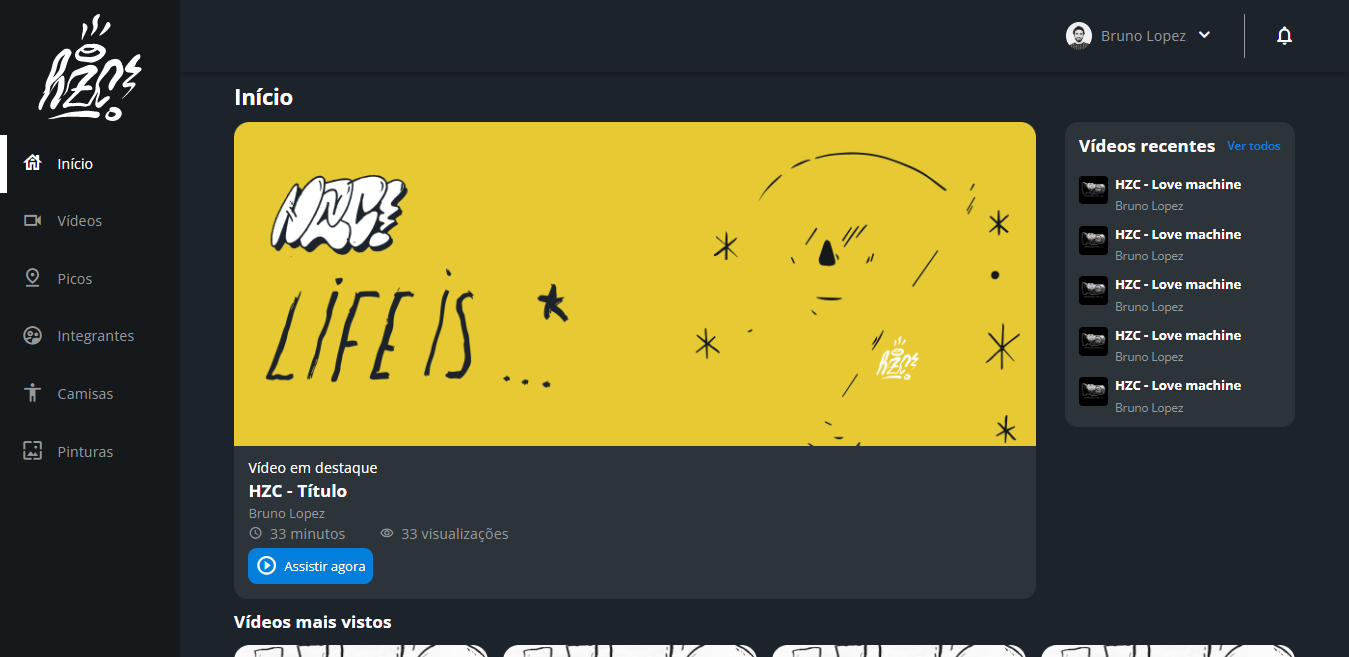 HZC!
Bruno Lopez
Início
Início
Vídeos
Picos
Integrantes
Camisas
Pinturas
HZC!
LIFE IS ...
HZC!
Vídeo em destaque
HZC - Título
Bruno Lopez
33 minutos
33 visualizações
Assistir agora
Vídeos recentes
Ver todos
HZC - Love machine
Bruno Lopez
HZC - Love machine
Bruno Lopez
HZC - Love machine
Bruno Lopez
HZC - Love machine
Bruno Lopez
HZC - Love machine
Bruno Lopez
Vídeos mais vistos